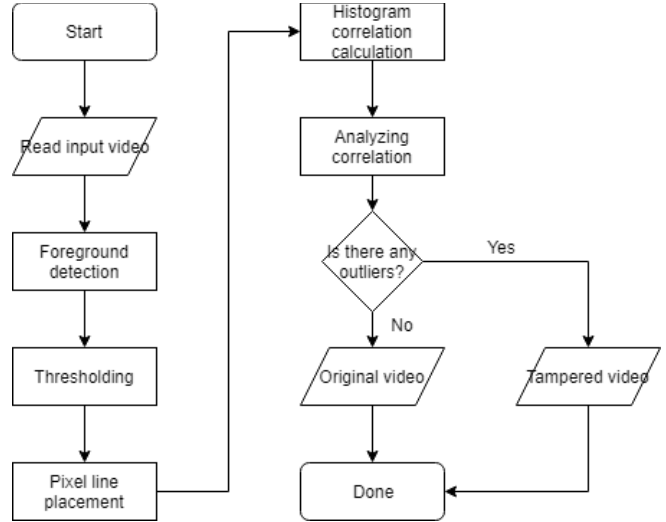 Start
Read input video
Foreground
detection
Thresholding
Pixel line
placement
Histogram
correlation
calculation
Analyzing
correlation
Is there any
outliers?
Yes
No
Original video
Tampered video
Done